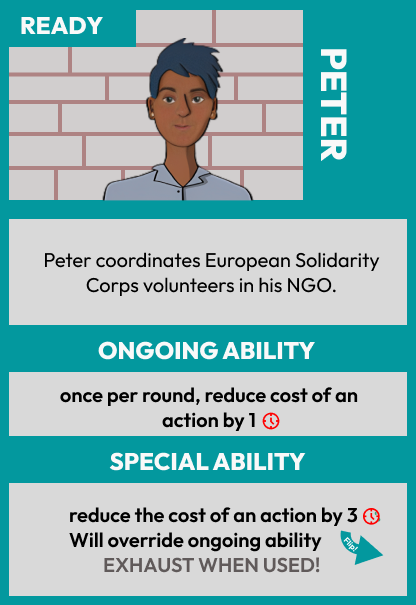 READY
PETER
Peter coordinates European Solidarity
Corps volunteers in his NGO.
ONGOING ABILITY
once per round, reduce cost of an
action by 1
SPECIAL ABILITY
reduce the cost of an action by 3
Will override ongoing ability
Flip!
EXHAUST WHEN USED!